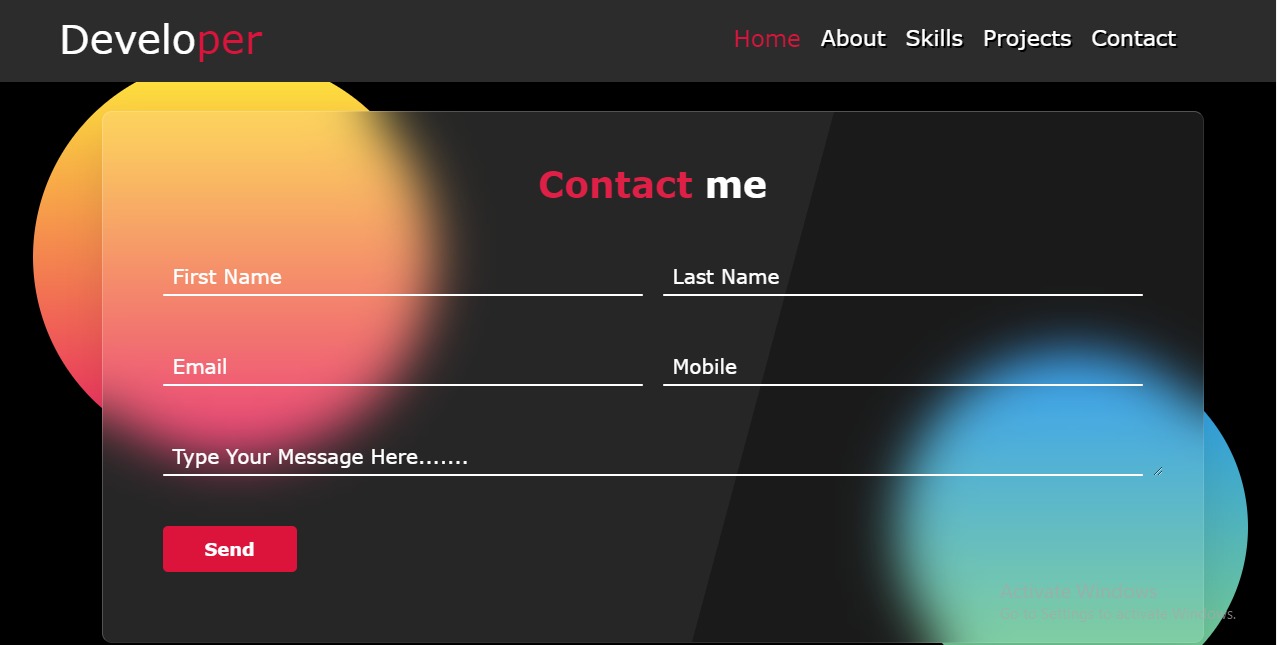 Developer
Home About Skills Projects Contact
Contact me
First Name
Last Name
Email
Mobile
Type Your Message Here.......
Send
Activate Windows
Go to Settings to activate Windows.